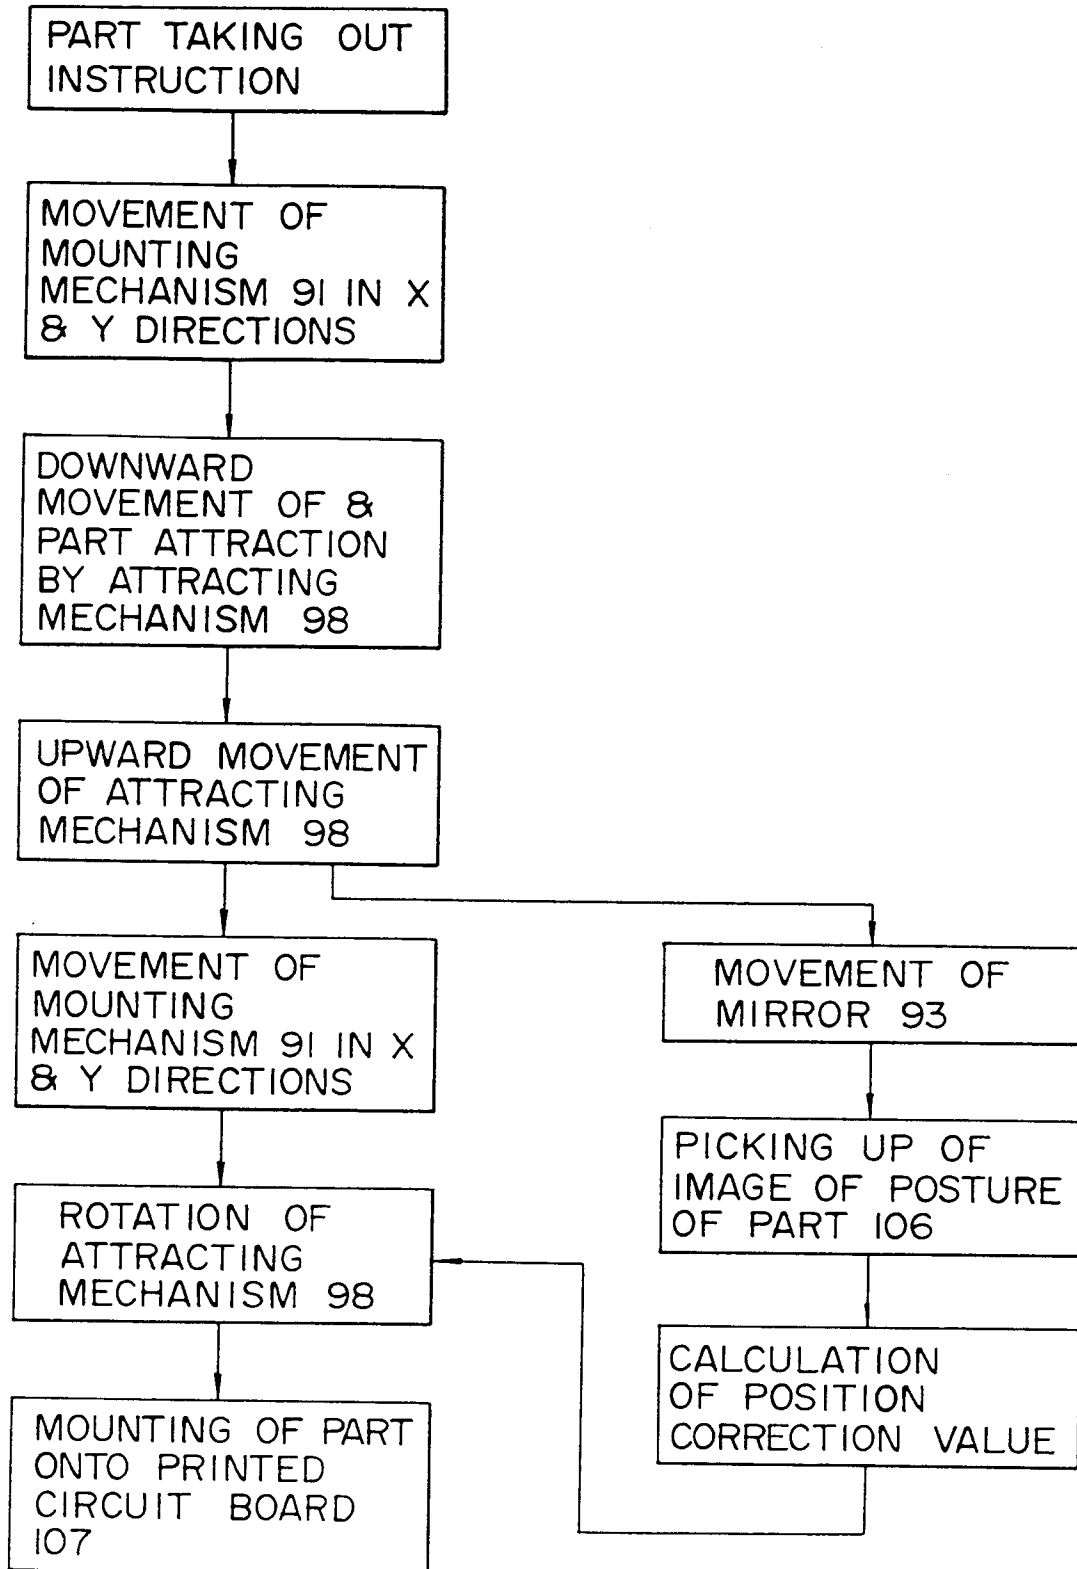 PART TAKING OUT
INSTRUCTION
MOVEMENT OF
MOUNTING
MECHANISM 91 IN X
& Y DIRECTIONS
DOWNWARD
MOVEMENT OF &
PART ATTRACTION
BY ATTRACTING
MECHANISM 98
UPWARD MOVEMENT
OF ATTRACTING
MECHANISM 98
MOVEMENT OF
MOUNTING
MECHANISM 91 IN X
& Y DIRECTIONS
ROTATION OF
ATTRACTING
MECHANISM 98
MOUNTING OF PART
ONTO PRINTED
CIRCUIT BOARD
107
MOVEMENT OF
MIRROR 93
PICKING UP OF
IMAGE OF POSTURE
OF PART 106
CALCULATION
OF POSITION
CORRECTION VALUE